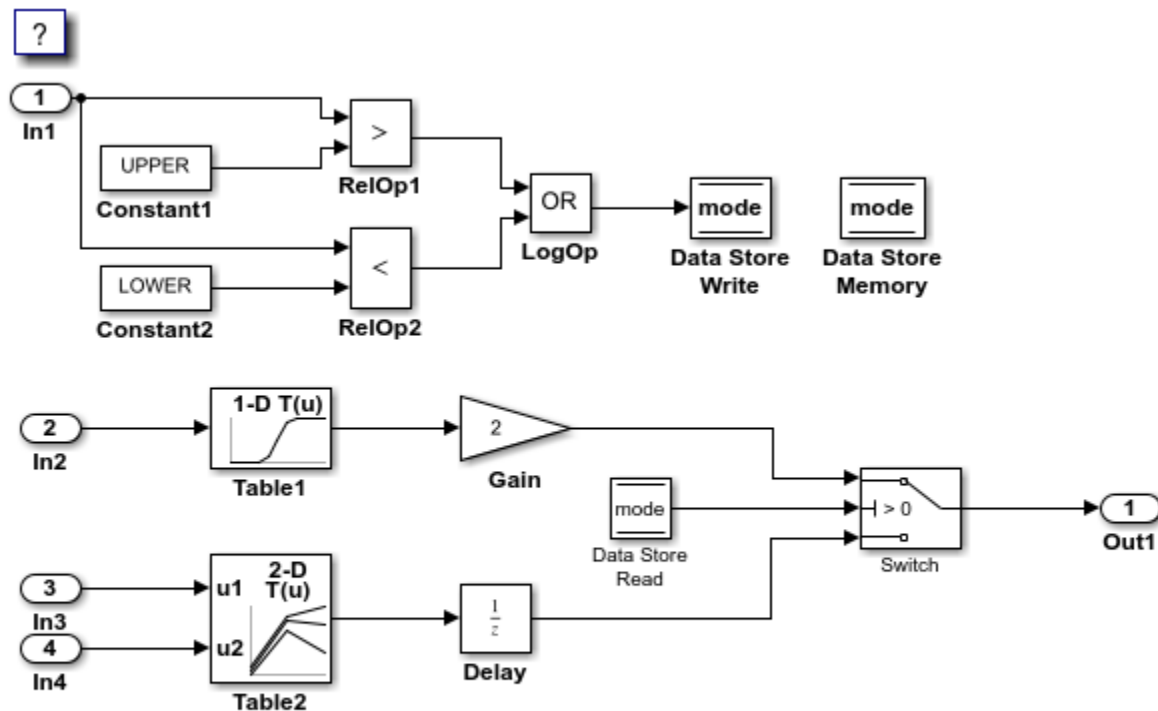 ?
1
In1
UPPER
Constant1
>
RelOp1
LOWER
Constant2
<
RelOp2
OR
LogOp
mode
Data Store
Write
mode
Data Store
Memory
2
In2
1-D T(u)
Table1
2
Gain
mode
Data Store
Read
> 0
Switch
1
Out1
3
In3
4
In4
u1
u2
2-D
T(u)
Table2
1
z
Delay